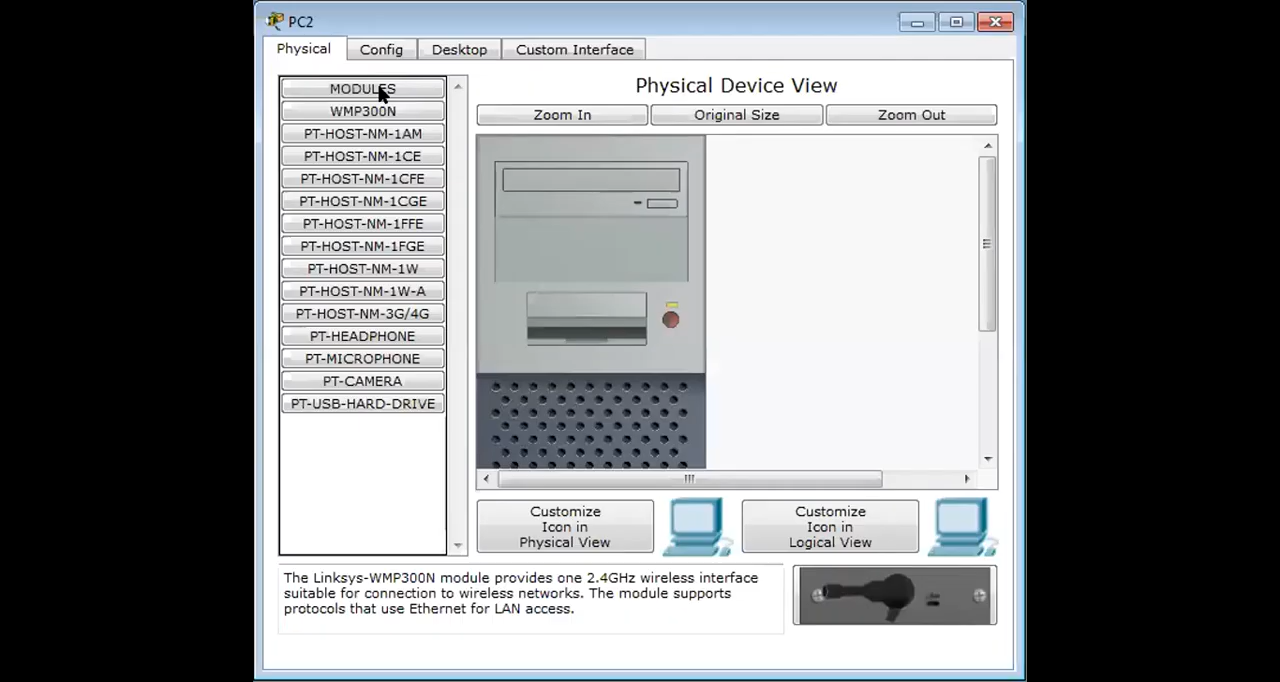 PC2
Physical
Config
Desktop
Custom Interface
MODULES
WMP300N
PT-HOST-NM-1AM
PT-HOST-NM-1CE
PT-HOST-NM-1CFE
PT-HOST-NM-1CGE
PT-HOST-NM-1FFE
PT-HOST-NM-1FGE
PT-HOST-NM-1W
PT-HOST-NM-1W-A
PT-HOST-NM-3G/4G
PT-HEADPHONE
PT-MICROPHONE
PT-CAMERA
PT-USB-HARD-DRIVE
Physical Device View
Zoom In
Original Size
Zoom Out
Customize
Icon in
Physical View
Customize
Icon in
Logical View
The Linksys-WMP300N module provides one 2.4GHz wireless interface
suitable for connection to wireless networks. The module supports
protocols that use Ethernet for LAN access.